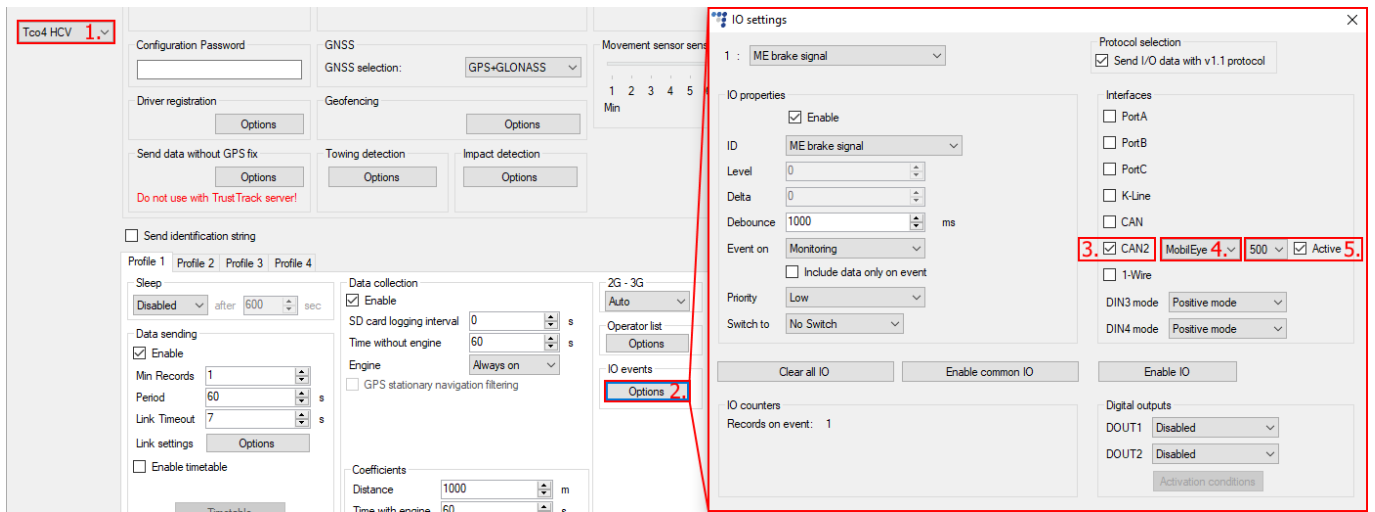 Tco4 HCV 1.
Configuration Password
GNSS
GNSS selection: GPS+GLONASS
Movement sensor sens
1 2 3 4 5
Min
Driver registration
Options
Geofencing
Options
Send data without GPS fix
Options
Do not use with TrustTrack server!
Towing detection
Options
Impact detection
Options
Send identification string
Profile 1 Profile 2 Profile 3 Profile 4
Sleep
Disabled after 600 sec
Data sending
Enable
Min Records 1
Period 60 s
Link Timeout 7 s
Link settings Options
Enable timetable
Timetable
Data collection
Enable
SD card logging interval 0 s
Time without engine 60 s
Engine Always on
GPS stationary navigation filtering
Coefficients
Distance 1000 m
Time with engine 60 s
2G - 3G
Auto
Operator list
Options
IO events
Options 2.
IO settings
1 : ME brake signal
Protocol selection
Send I/O data with v1.1 protocol
IO properties
Enable
ID ME brake signal
Level 0
Delta 0
Debounce 1000 ms
Event on Monitoring
Include data only on event
Priority Low
Switch to No Switch
Interfaces
PortA
PortB
PortC
K-Line
CAN
3. CAN2 MobilEye 4. 500 Active 5.
1-Wire
DIN3 mode Positive mode
DIN4 mode Positive mode
Clear all IO Enable common IO Enable IO
IO counters
Records on event: 1
Digital outputs
DOUT1 Disabled
DOUT2 Disabled
Activation conditions